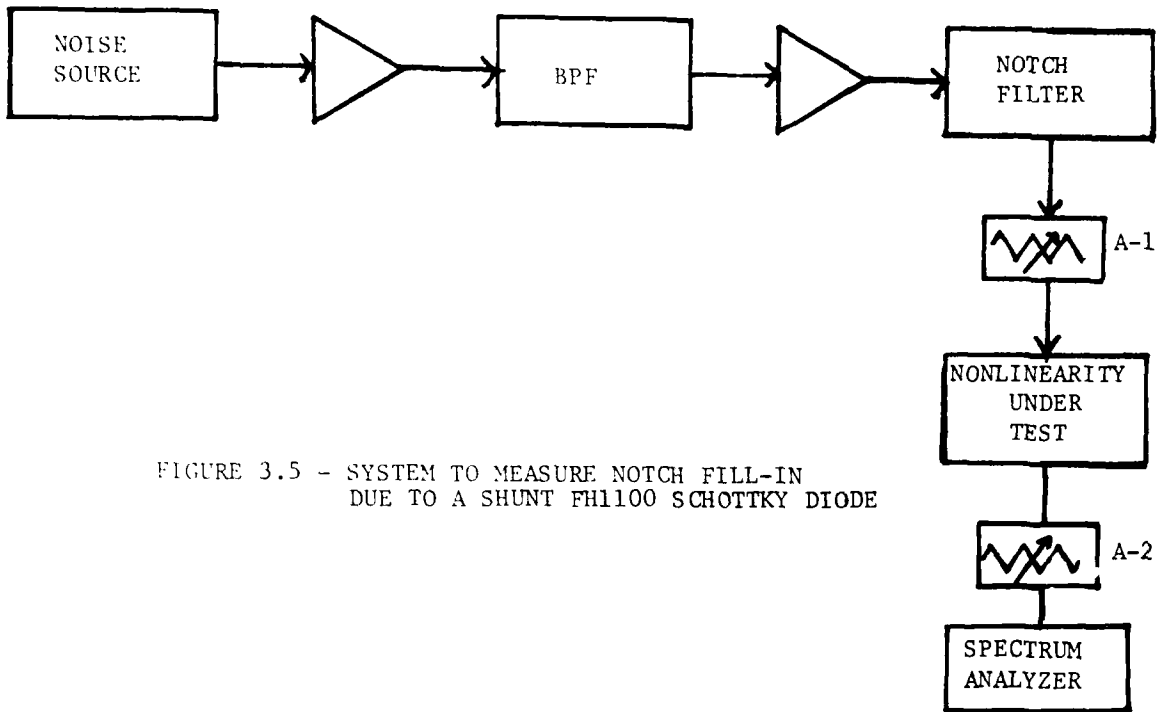 NOISE
SOURCE
BPF
NOTCH
FILTER
A-1
NONLINEARITY
UNDER
TEST
A-2
SPECTRUM
ANALYZER
FIGURE 3.5 - SYSTEM TO MEASURE NOTCH FILL-IN
DUE TO A SHUNT FH1100 SCHOTTKY DIODE